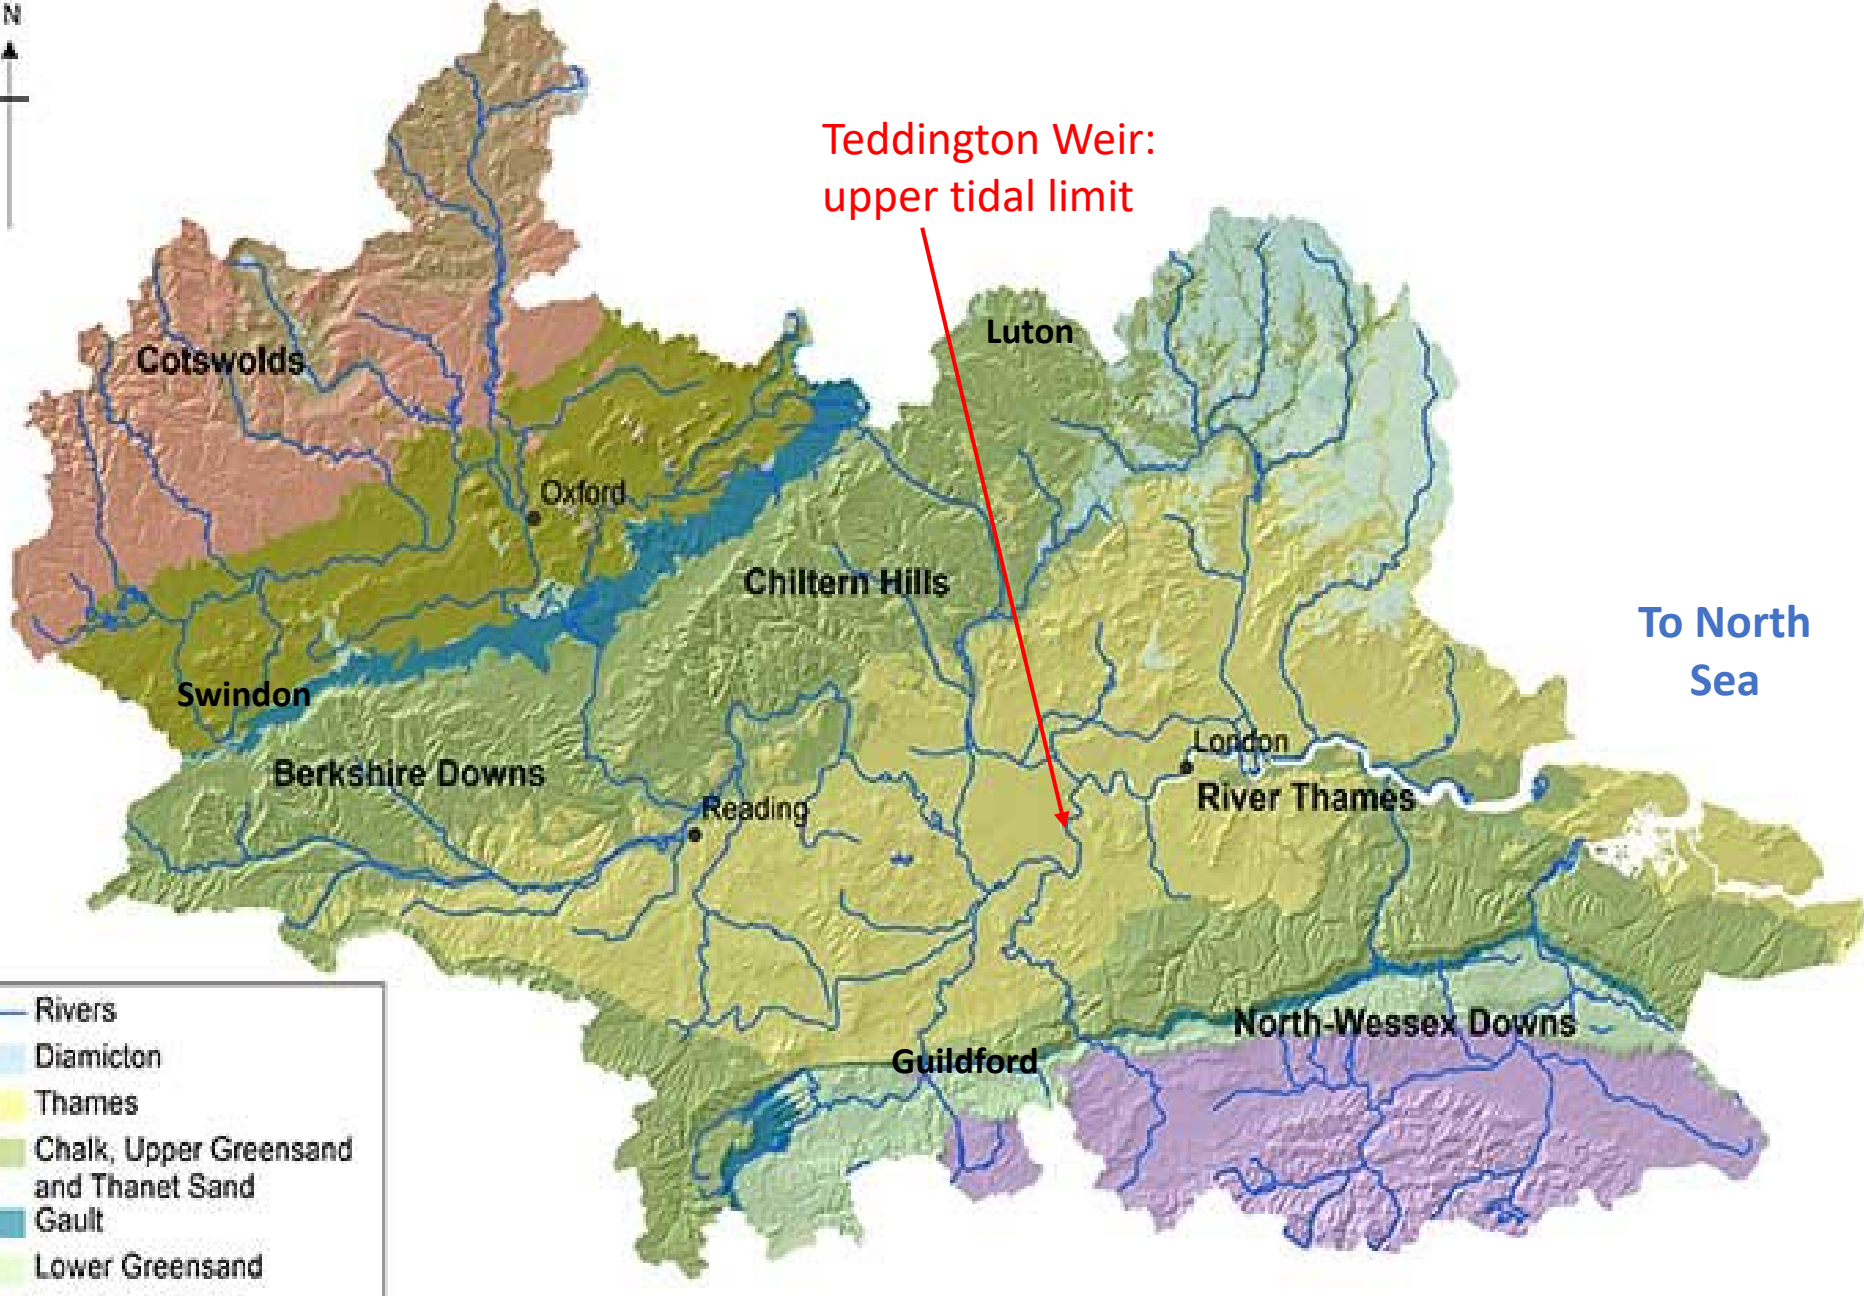 N
Teddington Weir:
upper tidal limit
Luton
Cotswolds
Oxford
Chiltern Hills
To North
Sea
Swindon
London
Berkshire Downs
River Thames
Reading
North-Wessex Downs
Guildford
Rivers
Diamicton
Thames
Chalk, Upper Greensand
and Thanet Sand
Gault
Lower Greensand